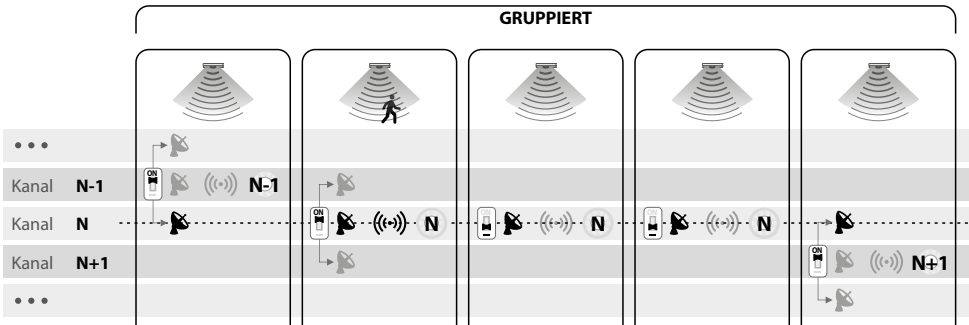 GRUPPIERT
•••
ON
Kanal N-1 N-1
Kanal N ON N N N
Kanal N+1 ON N+1
•••